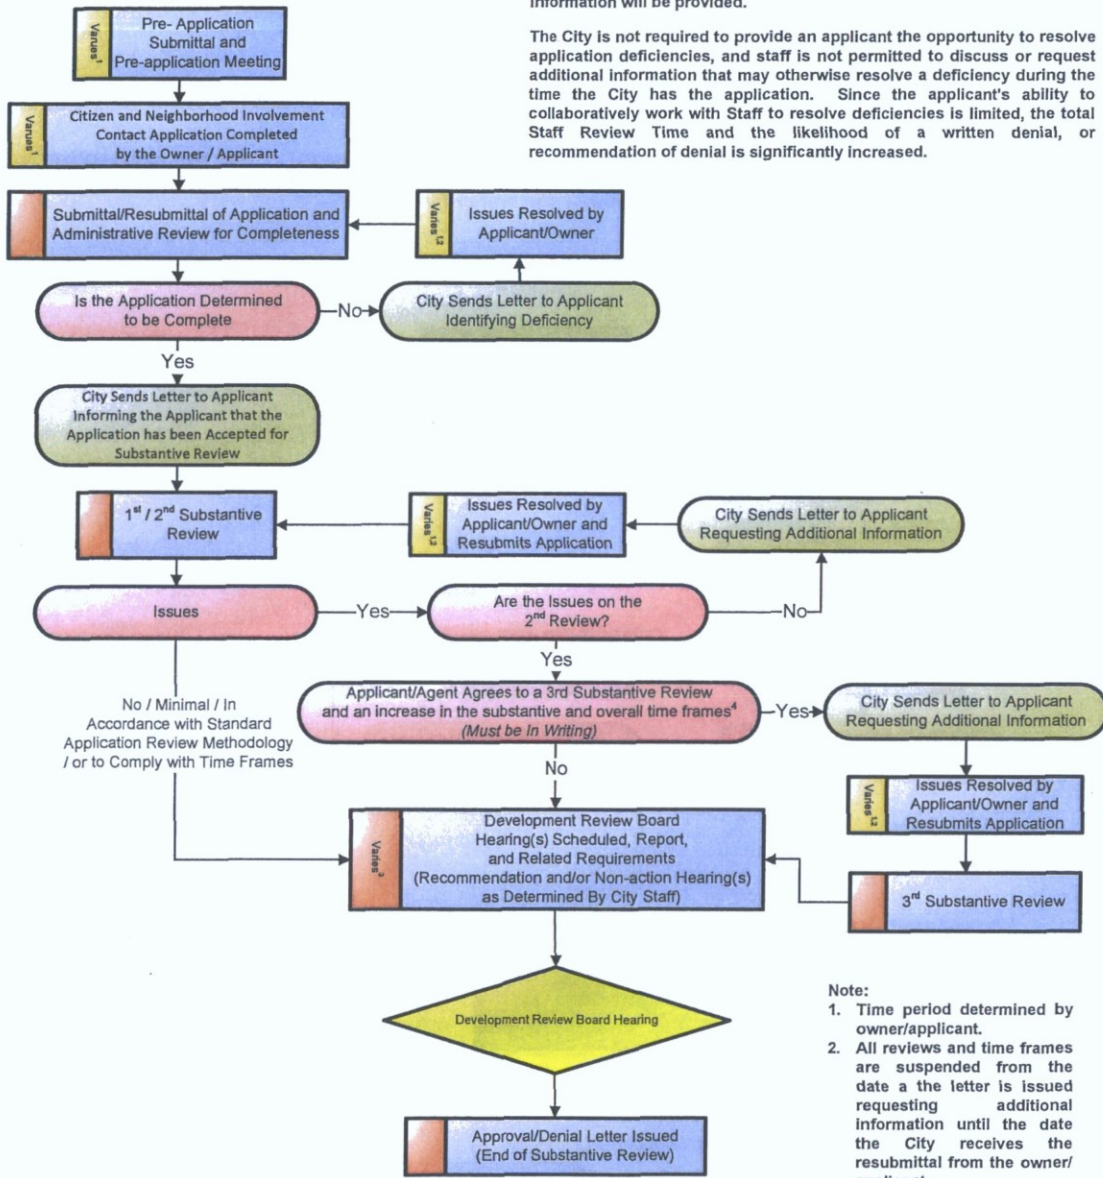 information will be provided.
The City is not required to provide an applicant the opportunity to resolve
application deficiencies, and staff is not permitted to discuss or request
additional information that may otherwise resolve a deficiency during the
time the City has the application. Since the applicant's ability to
collaboratively work with Staff to resolve deficiencies is limited, the total
Staff Review Time and the likelihood of a written denial, or
recommendation of denial is significantly increased.
Varues1
Pre- Application
Submittal and
Pre-application Meeting
Varues1
Citizen and Neighborhood Involvement
Contact Application Completed
by the Owner / Applicant
Submittal/Resubmittal of Application and
Administrative Review for Completeness
Varies1,2
Issues Resolved by
Applicant/Owner
Is the Application Determined
to be Complete
No
City Sends Letter to Applicant
Identifying Deficiency
Yes
City Sends Letter to Applicant
Informing the Applicant that the
Application has been Accepted for
Substantive Review
1st / 2nd Substantive
Review
Varies1,2
Issues Resolved by
Applicant/Owner and
Resubmits Application
City Sends Letter to Applicant
Requesting Additional Information
Issues
Yes
Are the Issues on the
2nd Review?
No
Yes
No / Minimal / In
Accordance with Standard
Application Review Methodology
/ or to Comply with Time Frames
Applicant/Agent Agrees to a 3rd Substantive Review
and an increase in the substantive and overall time frames4
(Must be in Writing)
Yes
City Sends Letter to Applicant
Requesting Additional Information
No
Varies1,2
Issues Resolved by
Applicant/Owner and
Resubmits Application
Varies3
Development Review Board
Hearing(s) Scheduled, Report,
and Related Requirements
(Recommendation and/or Non-action Hearing(s)
as Determined By City Staff)
3rd Substantive Review
Development Review Board Hearing
Approval/Denial Letter Issued
(End of Substantive Review)
Note:
1. Time period determined by
owner/applicant.
2. All reviews and time frames
are suspended from the
date a the letter is issued
requesting additional
information until the date
the City receives the
resubmittal from the owner/